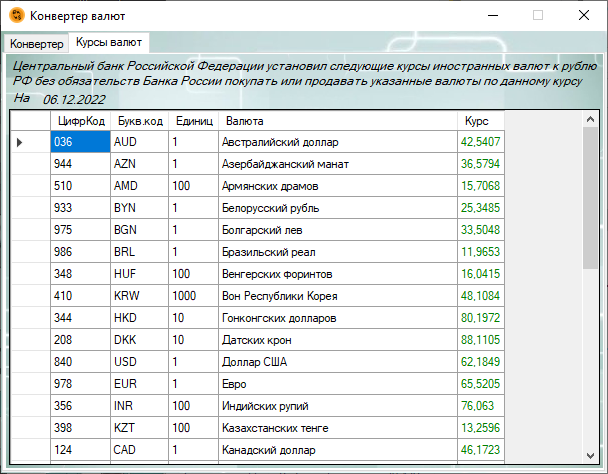 Конвертер валют
Конвертер Курсы валют
Центральный банк Российской Федерации установил следующие курсы иностранных валют к рублю
РФ без обязательств Банка России покупать или продавать указанные валюты по данному курсу
На 06.12.2022
ЦифрКод Букв.код Единиц Валюта Курс
036 AUD 1 Австралийский доллар 42,5407
944 AZN 1 Азербайджанский манат 36,5794
510 AMD 100 Армянских драмов 15,7068
933 BYN 1 Белорусский рубль 25,3485
975 BGN 1 Болгарский лев 33,5048
986 BRL 1 Бразильский реал 11,9653
348 HUF 100 Венгерских форинтов 16,0415
410 KRW 1000 Вон Республики Корея 48,1084
344 HKD 10 Гонконгских долларов 80,1972
208 DKK 10 Датских крон 88,1105
840 USD 1 Доллар США 62,1849
978 EUR 1 Евро 65,5205
356 INR 100 Индийских рупий 76,063
398 KZT 100 Казахстанских тенге 13,2596
124 CAD 1 Канадский доллар 46,1723